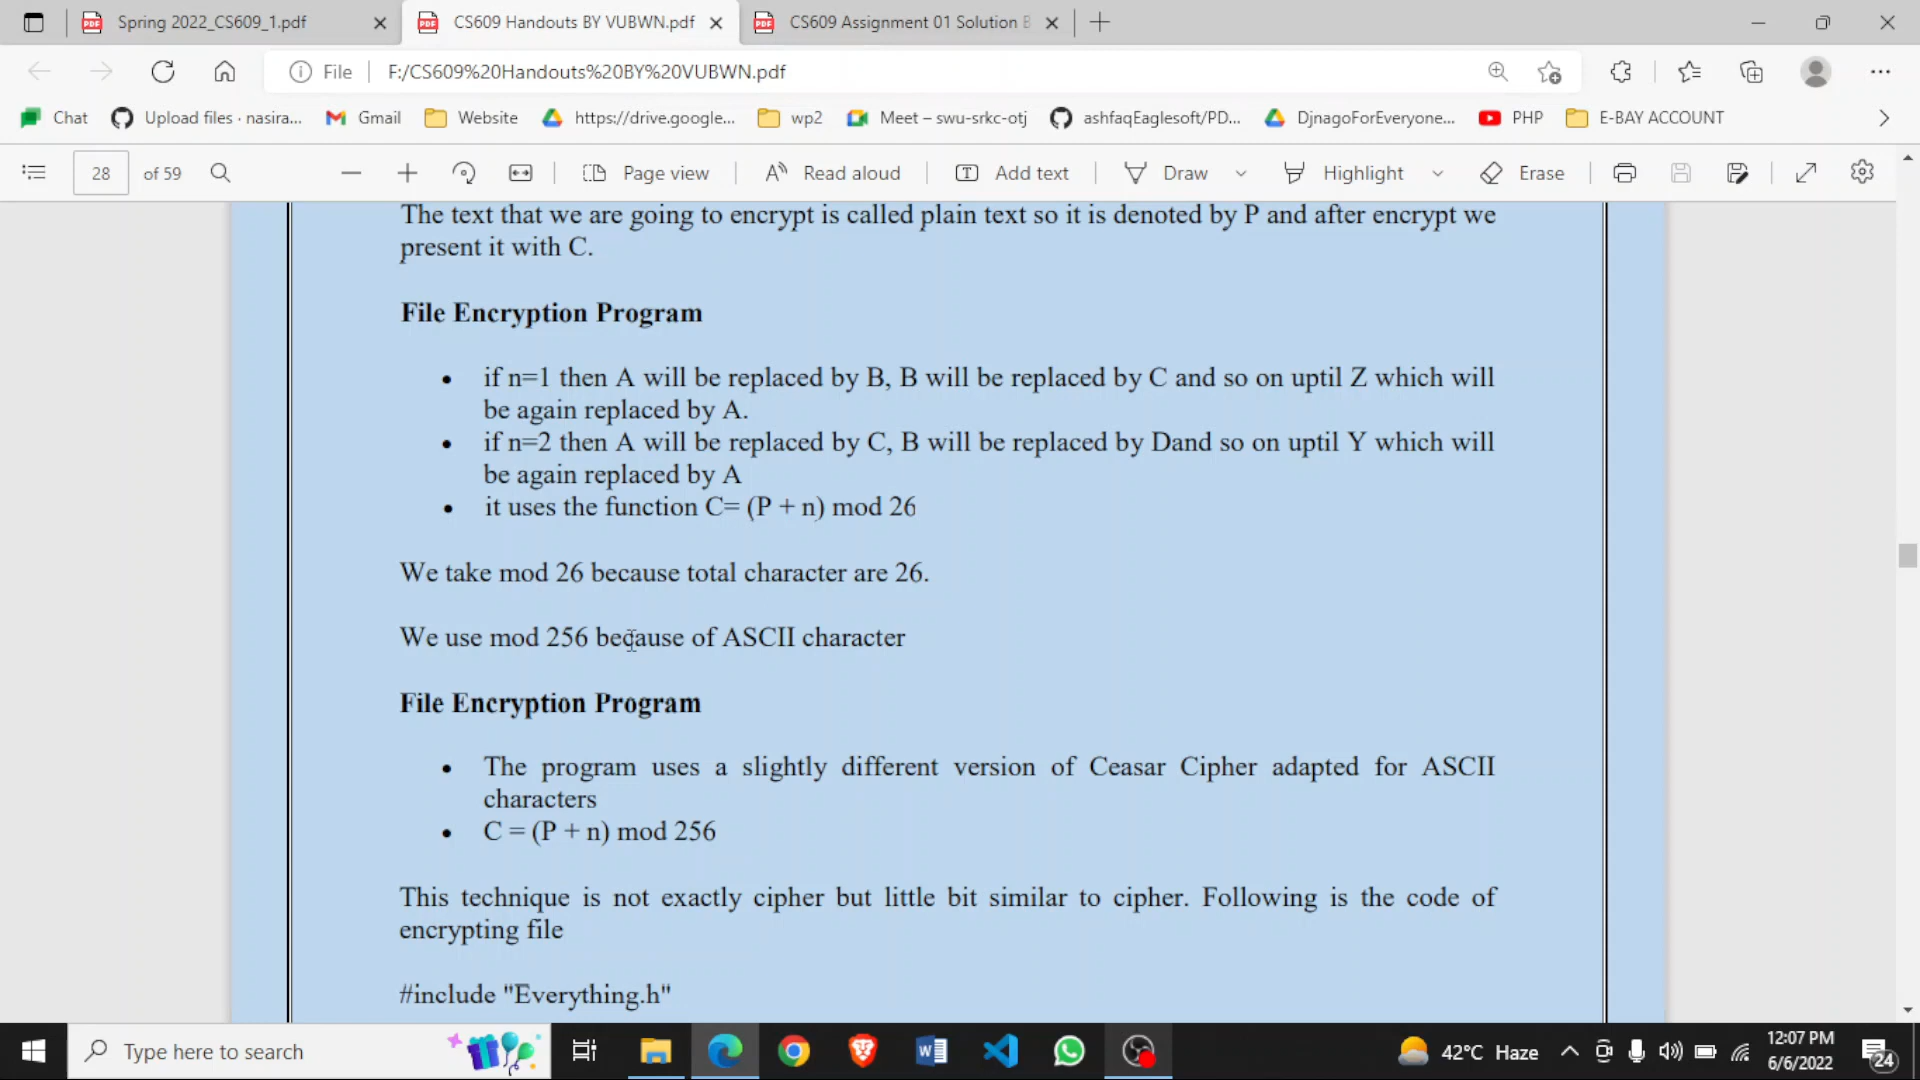 Spring 2022_CS609_1.pdf
CS609 Handouts BY VUBWN.pdf
CS609 Assignment 01 Solution B
File
F:/CS609%20Handouts%20BY%20VUBWN.pdf
Chat
Upload files · nasira...
Gmail
Website
https://drive.google...
wp2
Meet – swu-srkc-otj
ashfaqEaglesoft/PD...
DjnagoForEveryone...
PHP
E-BAY ACCOUNT
28
of 59
Page view
Read aloud
Add text
Draw
Highlight
Erase
The text that we are going to encrypt is called plain text so it is denoted by P and after encrypt we
present it with C.
File Encryption Program
• if n=1 then A will be replaced by B, B will be replaced by C and so on uptil Z which will
be again replaced by A.
• if n=2 then A will be replaced by C, B will be replaced by Dand so on uptil Y which will
be again replaced by A
• it uses the function C= (P + n) mod 26
We take mod 26 because total character are 26.
We use mod 256 because of ASCII character
File Encryption Program
• The program uses a slightly different version of Ceasar Cipher adapted for ASCII
characters
• C = (P + n) mod 256
This technique is not exactly cipher but little bit similar to cipher. Following is the code of
encrypting file
#include "Everything.h"
Type here to search
42°C Haze
12:07 PM
6/6/2022
24